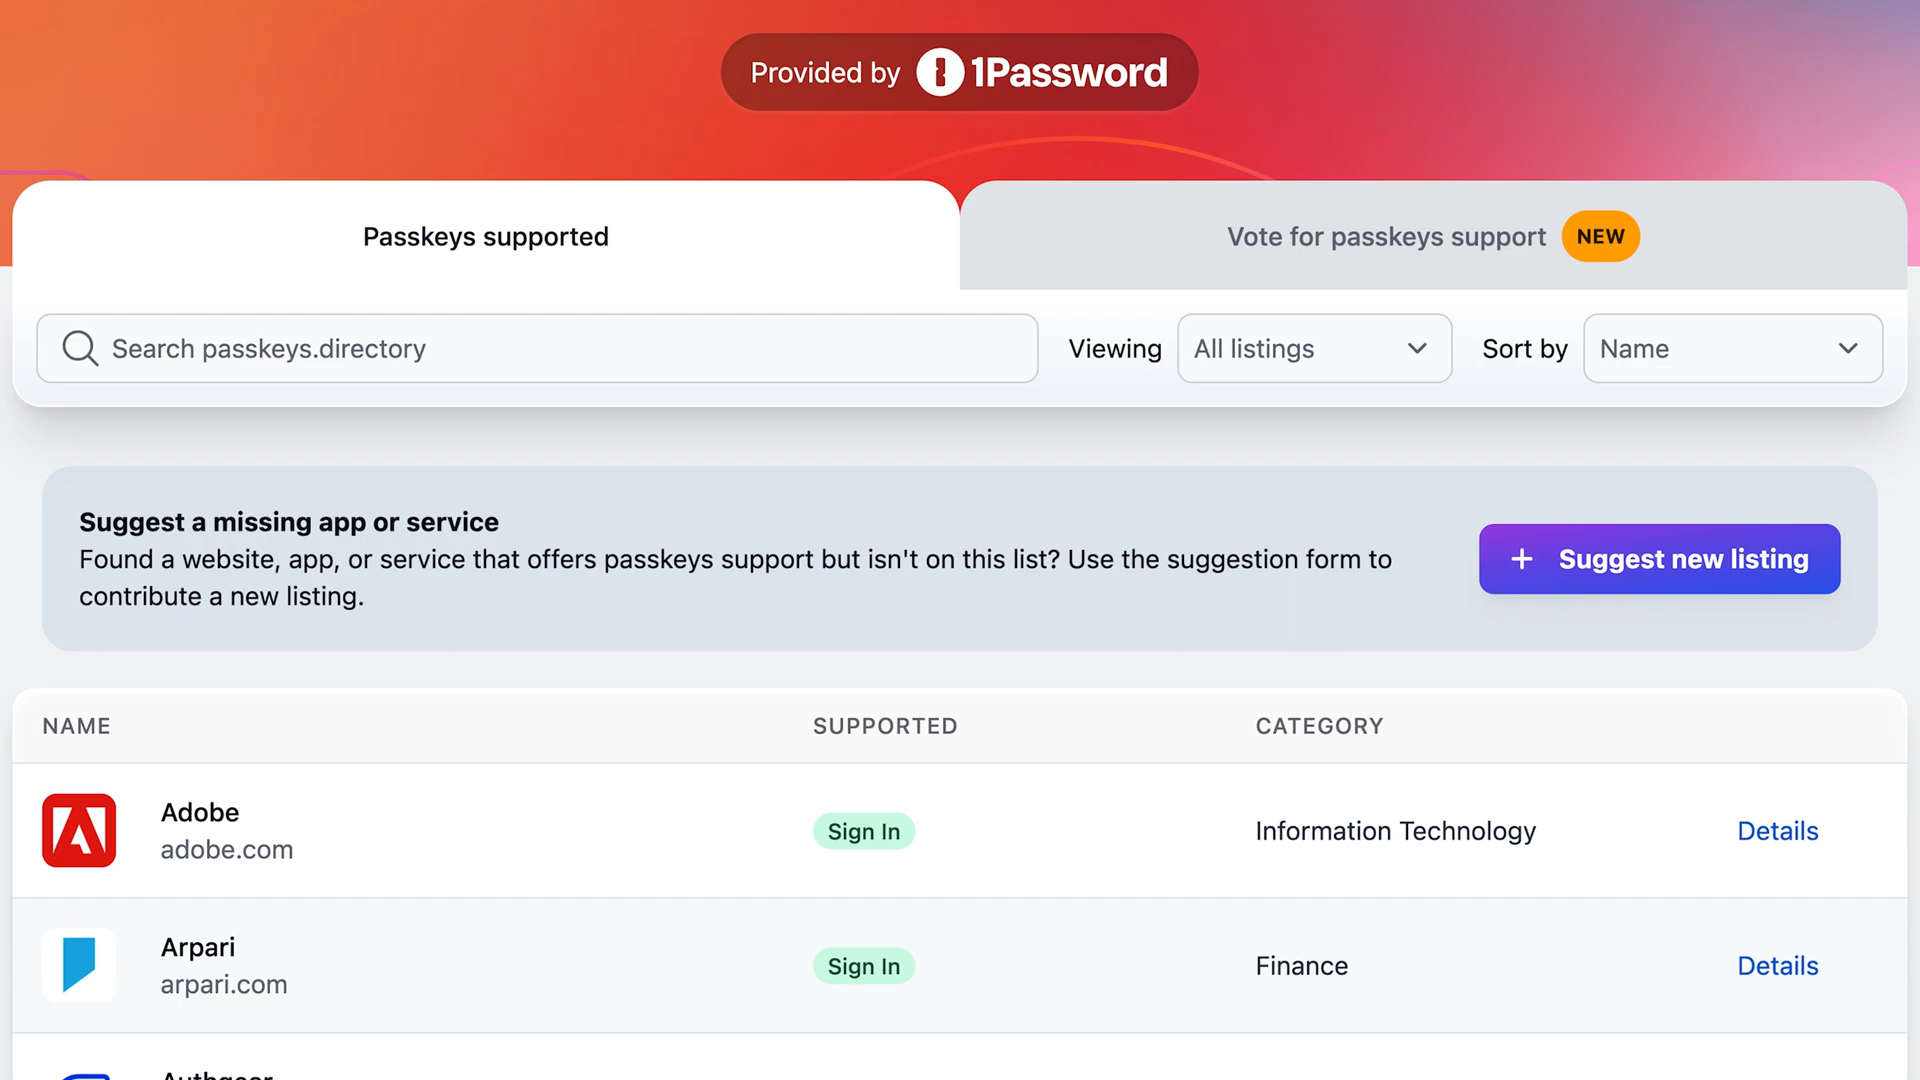 Provided by 1Password
Passkeys supported
Vote for passkeys support NEW
Search passkeys.directory
Viewing All listings
Sort by Name
Suggest a missing app or service
Found a website, app, or service that offers passkeys support but isn't on this list? Use the suggestion form to
contribute a new listing.
+ Suggest new listing
NAME SUPPORTED CATEGORY
Adobe
adobe.com
Sign In
Information Technology
Details
Arpari
arpari.com
Sign In
Finance
Details